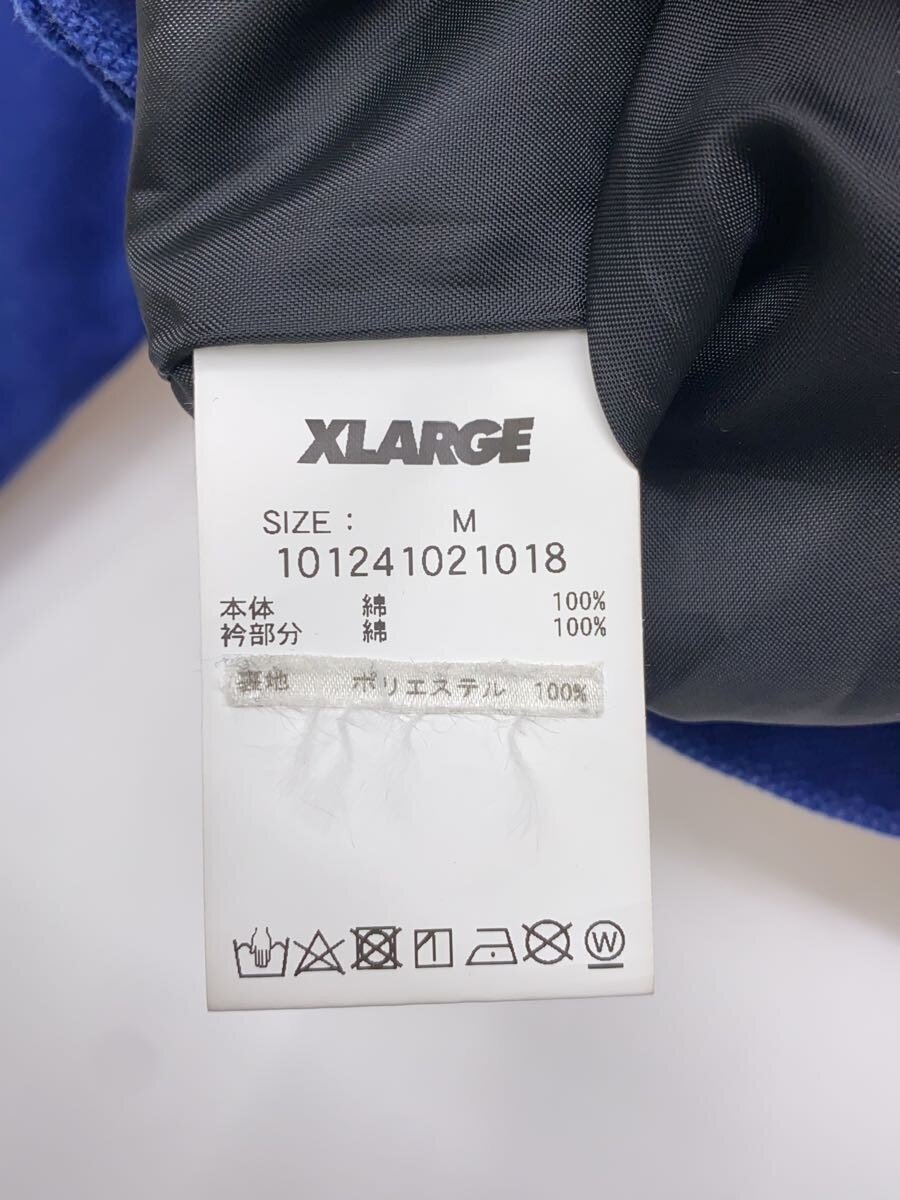 XLARGE
SIZE : M
101241021018
本体 綿 100%
衿部分 綿 100%
裏地 ポリエステル 100%
W